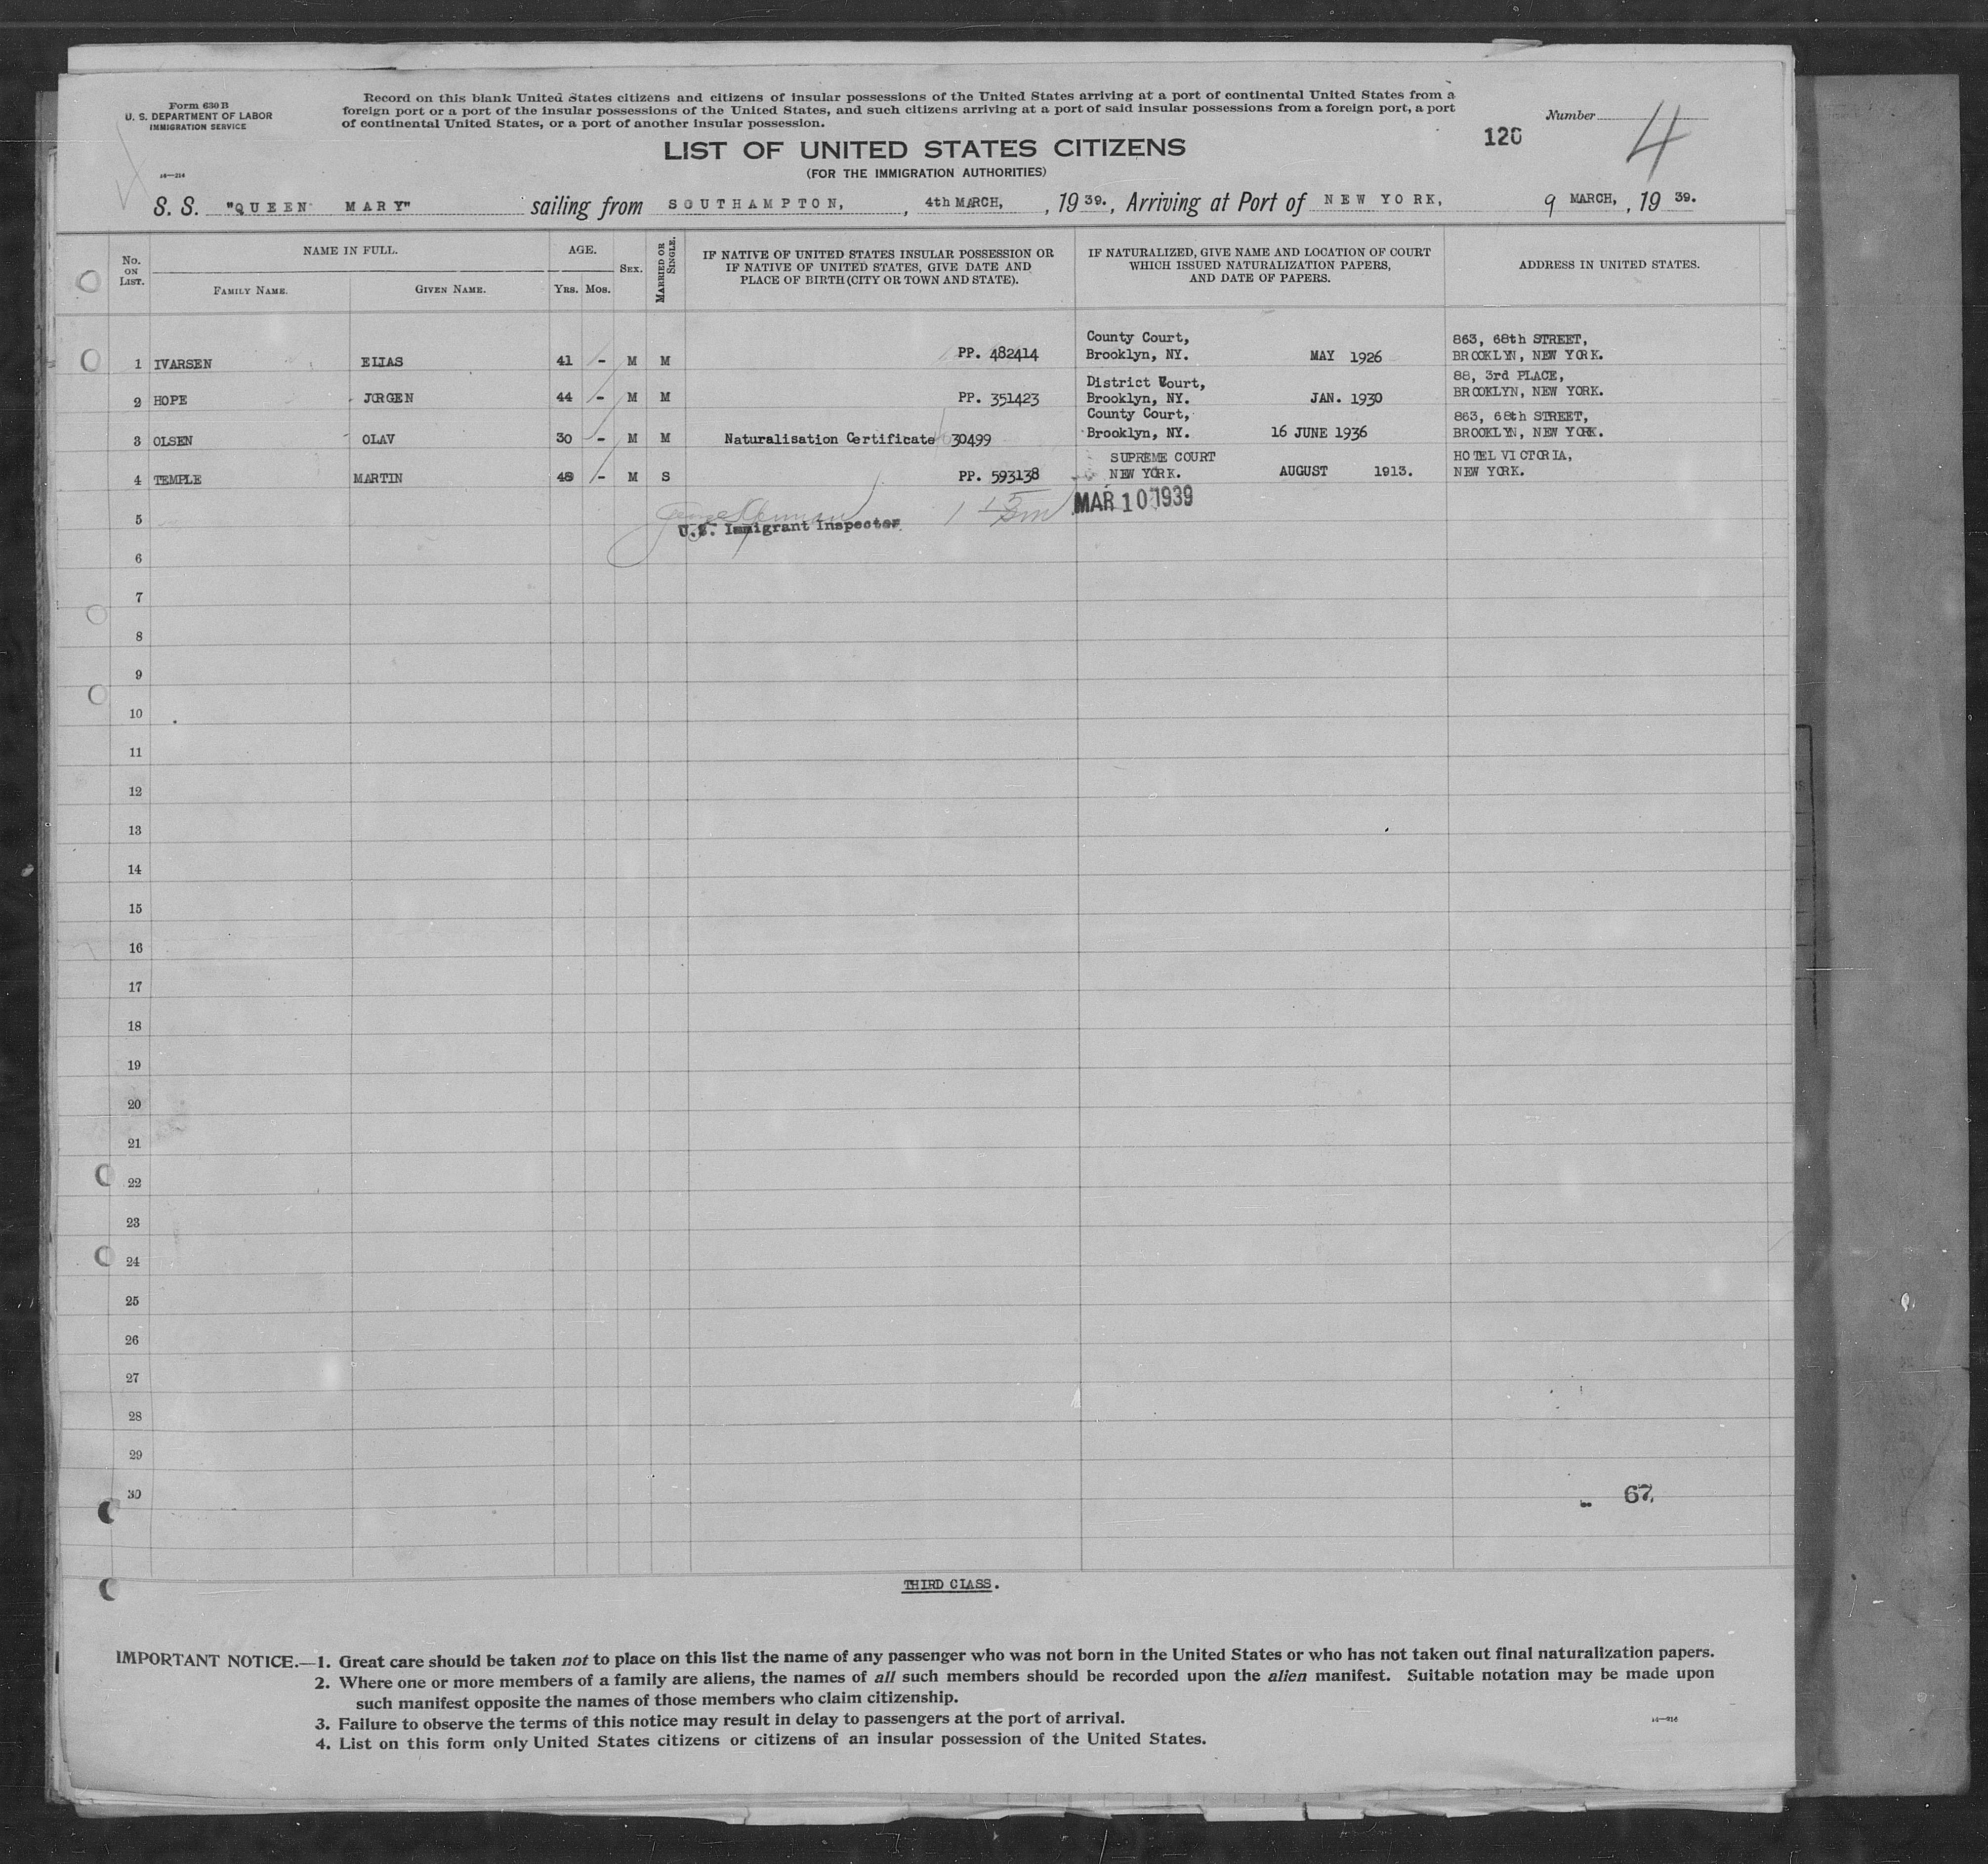 Form 630 B
U. S. DEPARTMENT OF LABOR
IMMIGRATION SERVICE
Record on this blank United States citizens and citizens of insular possessions of the United States arriving at a port of continental United States from a
foreign port or a port of the insular possessions of the United States, and such citizens arriving at a port of said insular possessions from a foreign port, a port
of continental United States, or a port of another insular possession.
Number 4
120
LIST OF UNITED STATES CITIZENS
(FOR THE IMMIGRATION AUTHORITIES)
14—214
S. S. "QUEEN MARY" sailing from SOUTHAMPTON, , 4th MARCH, , 19 39. , Arriving at Port of NEW YORK, 9 MARCH, , 19 39.
No. ON LIST.
NAME IN FULL.
FAMILY NAME. GIVEN NAME.
AGE.
YRS. MOS.
SEX.
MARRIED OR SINGLE.
IF NATIVE OF UNITED STATES INSULAR POSSESSION OR
IF NATIVE OF UNITED STATES, GIVE DATE AND
PLACE OF BIRTH (CITY OR TOWN AND STATE).
IF NATURALIZED, GIVE NAME AND LOCATION OF COURT
WHICH ISSUED NATURALIZATION PAPERS,
AND DATE OF PAPERS.
ADDRESS IN UNITED STATES.
County Court, 863, 68th STREET,
1 IVARSEN ELIAS 41 - M M PP. 482414 Brooklyn, NY. MAY 1926 BROOKLYN, NEW YORK.
District Court, 88, 3rd PLACE,
2 HOPE JORGEN 44 - M M PP. 351423 Brooklyn, NY. JAN. 1930 BROOKLYN, NEW YORK.
County Court, 863, 68th STREET,
3 OLSEN OLAV 30 - M M Naturalisation Certificate 30499 Brooklyn, NY. 16 JUNE 1936 BROOKLYN, NEW YORK.
SUPREME COURT HOTEL VICTORIA,
4 TEMPLE MARTIN 48 - M S PP. 593138 NEW YORK. AUGUST 1913. NEW YORK.
MAR 10 1939
5
U.S. Immigrant Inspector
6
7
8
9
10
11
12
13
14
15
16
17
18
19
20
21
22
23
24
25
26
27
28
29
30
67.
THIRD CLASS.
IMPORTANT NOTICE.—1. Great care should be taken not to place on this list the name of any passenger who was not born in the United States or who has not taken out final naturalization papers.
2. Where one or more members of a family are aliens, the names of all such members should be recorded upon the alien manifest. Suitable notation may be made upon
such manifest opposite the names of those members who claim citizenship.
3. Failure to observe the terms of this notice may result in delay to passengers at the port of arrival.
14—214
4. List on this form only United States citizens or citizens of an insular possession of the United States.